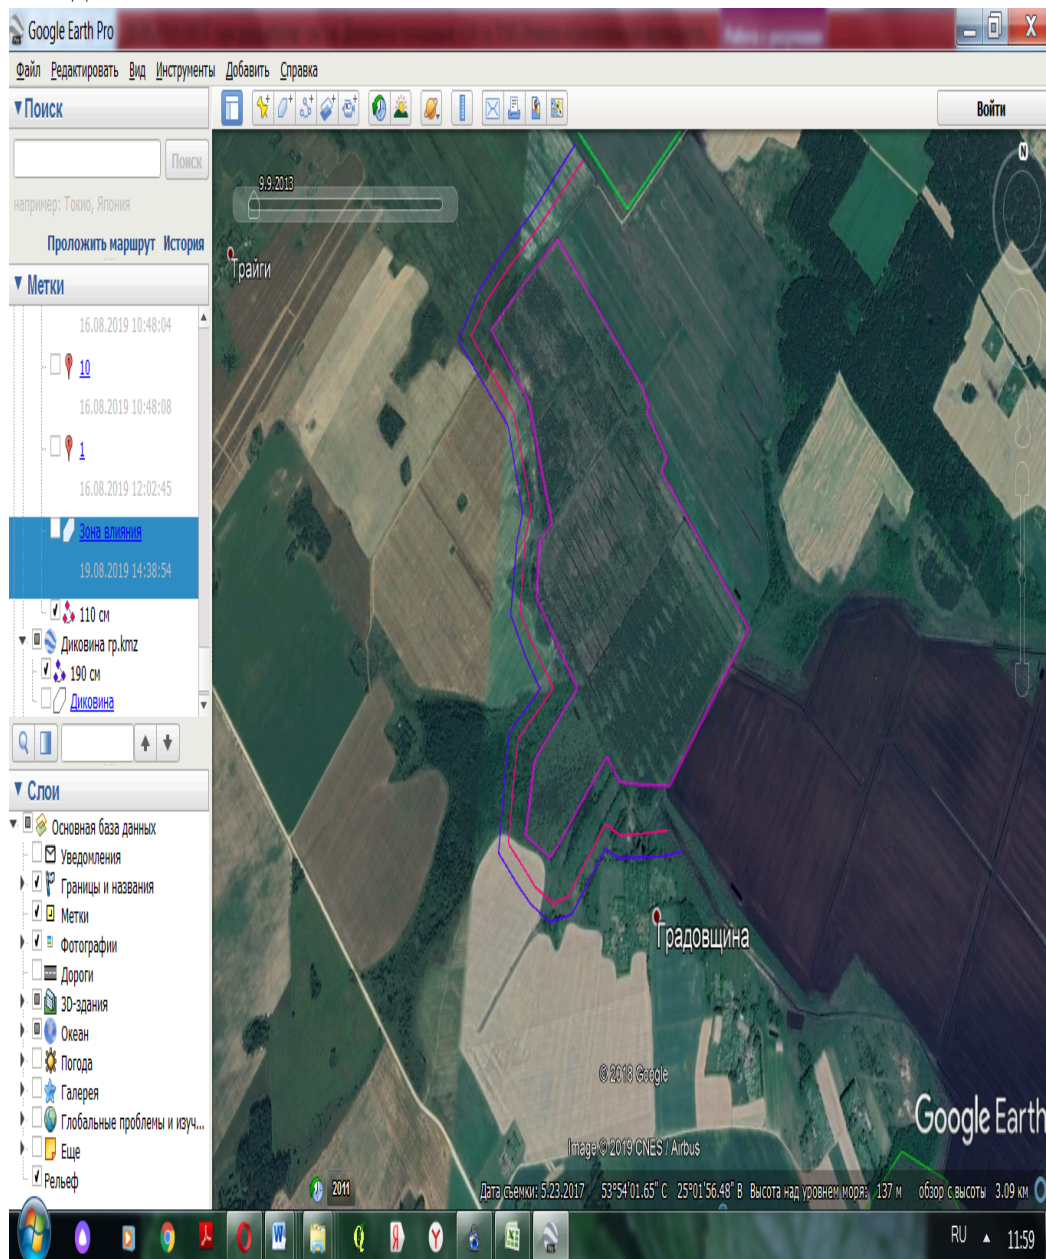 Google Earth Pro
Файл Редактировать Вид Инструменты Добавить Справка
Поиск
Войти
Поиск
например: Токио, Япония
Проложить маршрут История
Метки
16.08.2019 10:48:04
10
16.08.2019 10:48:08
1
16.08.2019 12:02:45
Зона влияния
19.08.2019 14:38:54
110 см
Диковина гр.kmz
190 см
Диковина
Слои
Основная база данных
Уведомления
Границы и названия
Метки
Фотографии
Дороги
3D-здания
Океан
Погода
Галерея
Глобальные проблемы и изуч...
Еще
Рельеф
9.9.2013
N
Трайги
Градовщина
© 2018 Google
Image © 2019 CNES / Airbus
Google Earth
2011
Дата съемки: 5.23.2017 53°54'01.65" С 25°01'56.48" В Высота над уровнем моря: 137 м обзор с высоты 3.09 км
RU
11:59